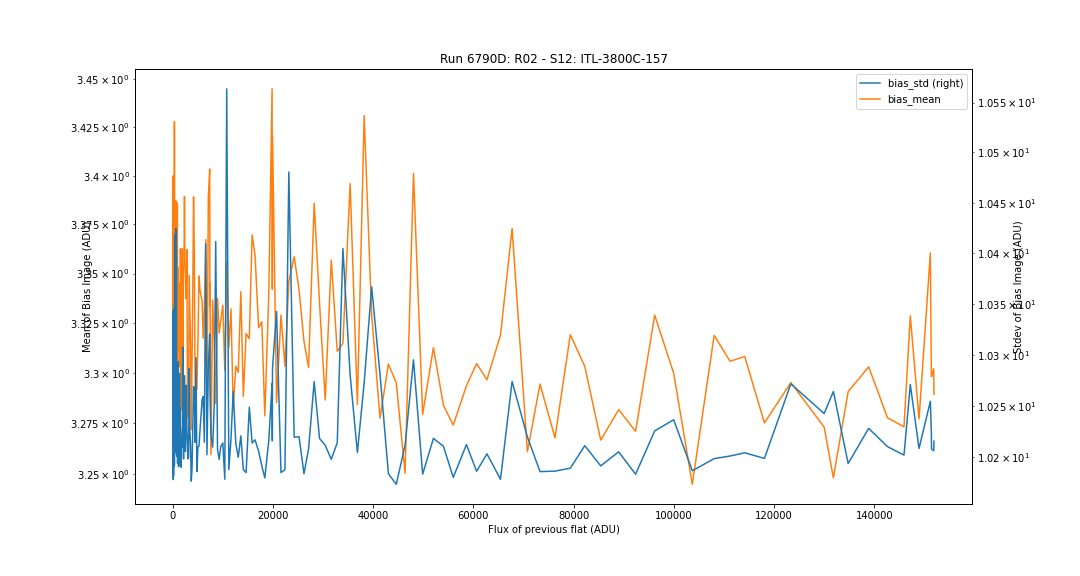 Run 6790D: R02 - S12: ITL-3800C-157
bias_std (right)
bias_mean
3.45 × 10⁰
3.425 × 10⁰
3.4 × 10⁰
3.375 × 10⁰
3.35 × 10⁰
3.325 × 10⁰
3.3 × 10⁰
3.275 × 10⁰
3.25 × 10⁰
Mean of Bias Image (ADU)
1.055 × 10¹
1.05 × 10¹
1.045 × 10¹
1.04 × 10¹
1.035 × 10¹
1.03 × 10¹
1.025 × 10¹
1.02 × 10¹
Stdev of Bias Image (ADU)
0 20000 40000 60000 80000 100000 120000 140000
Flux of previous flat (ADU)